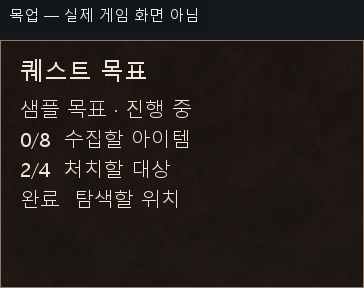 목업 — 실제 게임 화면 아님
퀘스트 목표
샘플 목표 · 진행 중
0/8 수집할 아이템
2/4 처치할 대상
완료 탐색할 위치